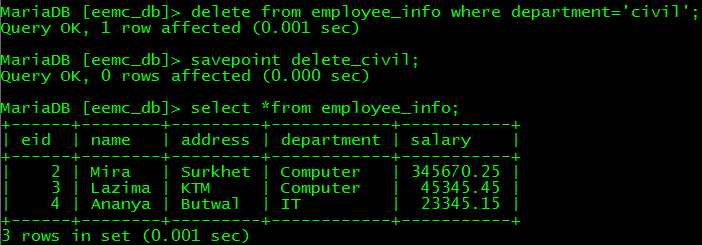 MariaDB [eemc_db]> delete from employee_info where department='civil';
Query OK, 1 row affected (0.001 sec)
MariaDB [eemc_db]> savepoint delete_civil;
Query OK, 0 rows affected (0.000 sec)
MariaDB [eemc_db]> select *from employee_info;
+------+--------+---------+------------+-----------+
| eid  | name   | address | department | salary    |
+------+--------+---------+------------+-----------+
|    2 | Mira   | Surkhet | Computer   | 345670.25 |
|    3 | Lazima | KTM     | Computer   |  45345.45 |
|    4 | Ananya | Butwal  | IT         |  23345.15 |
+------+--------+---------+------------+-----------+
3 rows in set (0.001 sec)